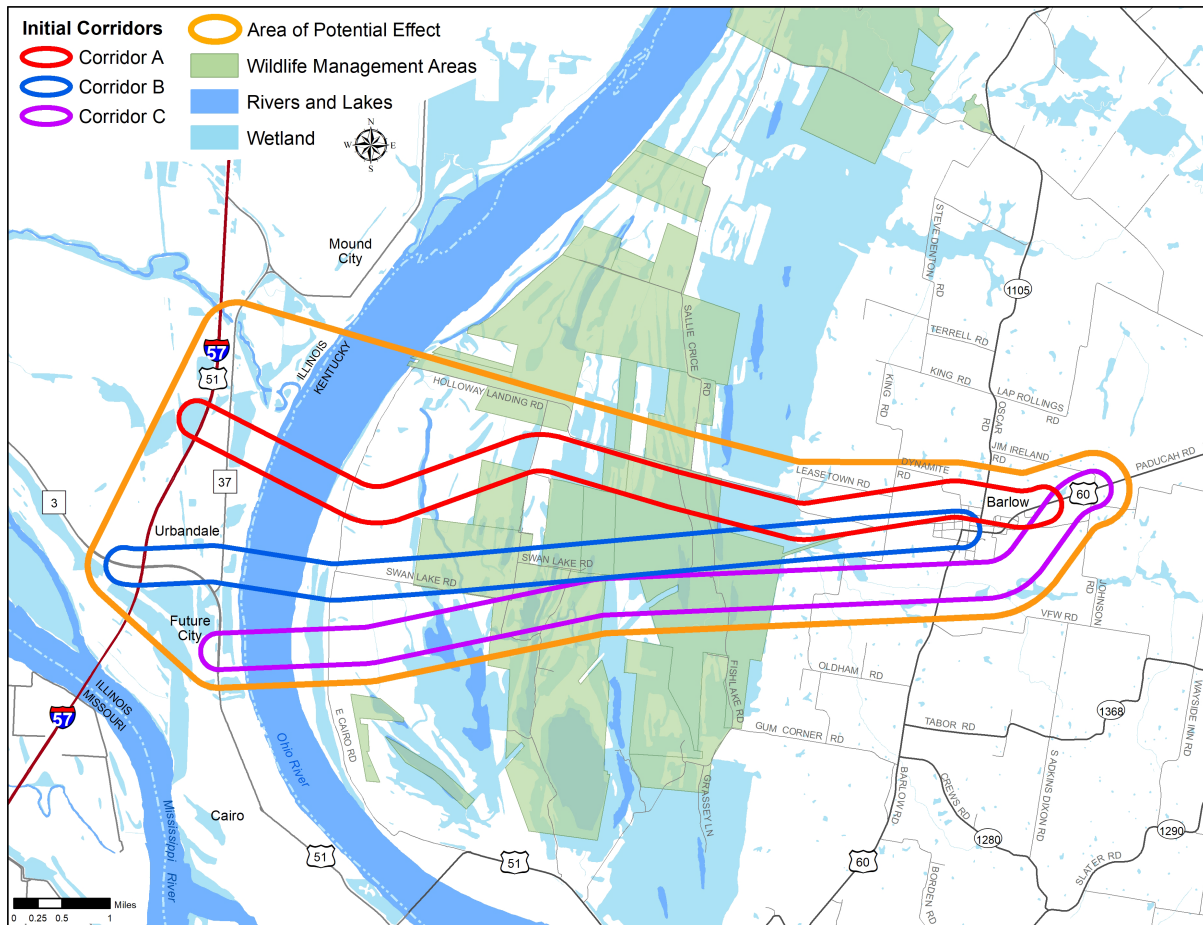 Initial Corridors
Corridor A
Corridor B
Corridor C
Area of Potential Effect
Wildlife Management Areas
Rivers and Lakes
Wetland
N
W E
S
Mound
City
ILLINOIS
KENTUCKY
57
51
37
3
Urbandale
Future
City
ILLINOIS
MISSOURI
57
Cairo
Mississippi River
Ohio River
E CAIRO RD
51
51
HOLLOWAY LANDING RD
SALLIE CRICE RD
SWAN LAKE RD
SWAN LAKE RD
FISHLAKE RD
GRASSEY LN
GUM CORNER RD
OLDHAM RD
STEVE DENTON RD
1105
TERRELL RD
KING RD
KING RD
LAP ROLLINGS
RD
OSCAR RD
JIM IRELAND
RD
PADUCAH RD
DYNAMITE
RD
LEASETOWN RD
Barlow
60
JOHNSON RD
VFW RD
TABOR RD
1368
WAYSIDE INN RD
BARLOW RD
CREWS RD
S ADKINS DIXON RD
1280
1290
SLATER RD
60
BORDEN RD
0 0.25 0.5 1 Miles